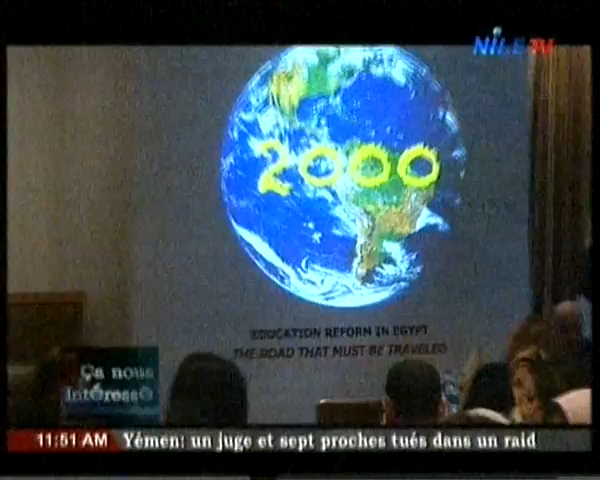 NiLE TV
2000
EDUCATION REFORM IN EGYPT
THE ROAD THAT MUST BE TRAVELED
Ça nous
intéresse
11:51 AM Yémen: un juge et sept proches tués dans un raid